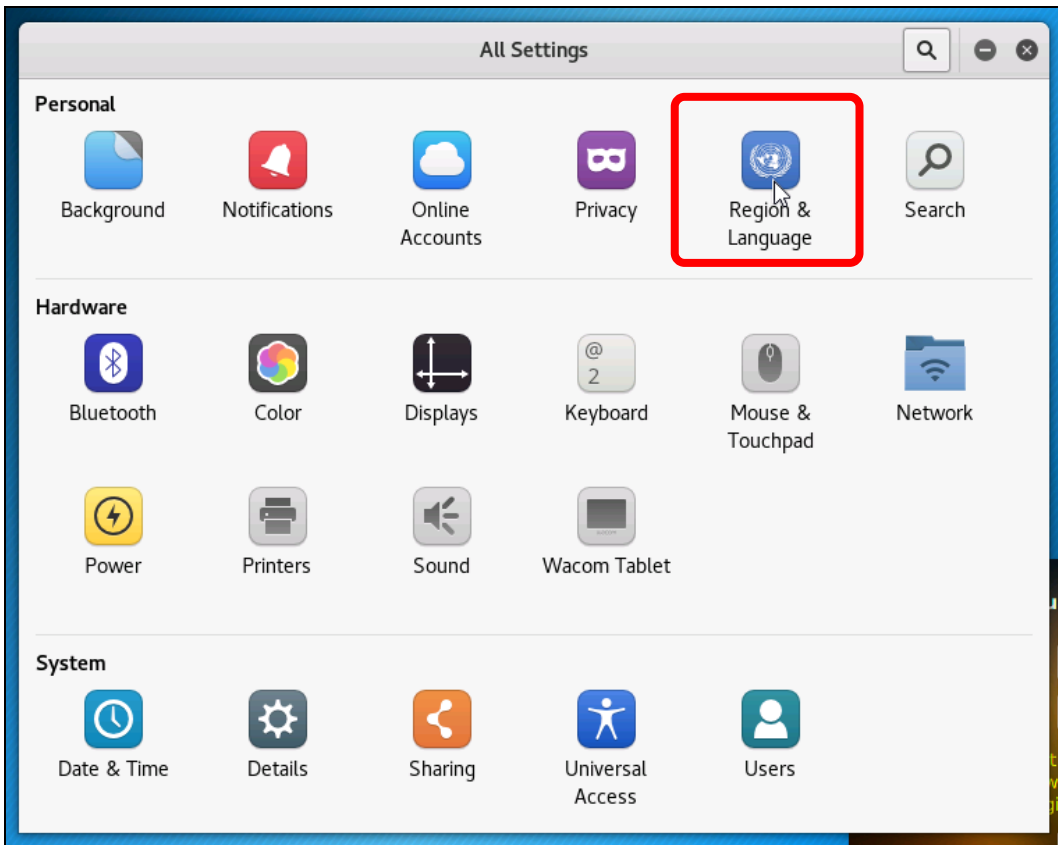 All Settings
Personal
Background
Notifications
Online
Accounts
Privacy
Region &
Language
Search
Hardware
Bluetooth
Color
Displays
@
2
Keyboard
Mouse &
Touchpad
Network
Power
Printers
Sound
Wacom Tablet
System
Date & Time
Details
Sharing
Universal
Access
Users